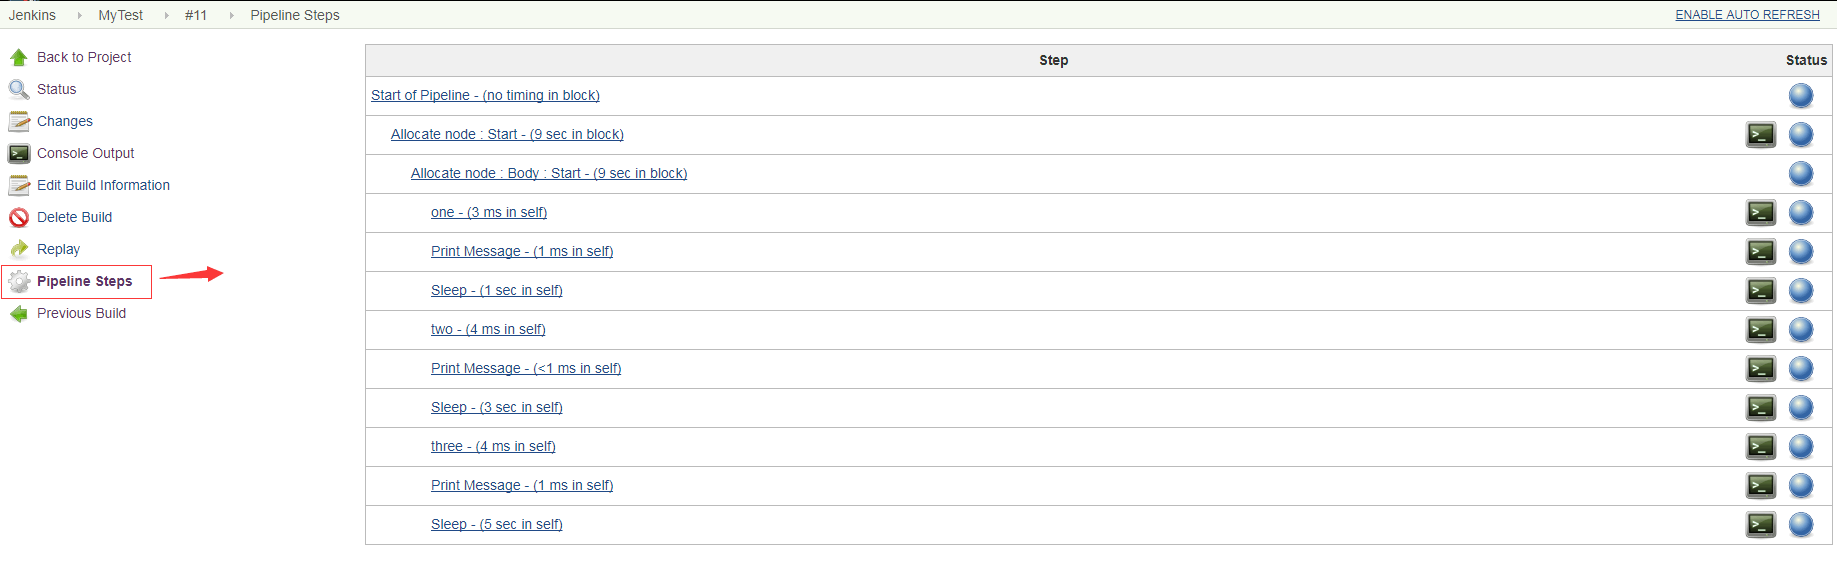 Jenkins MyTest #11 Pipeline Steps ENABLE AUTO REFRESH
Back to Project
Status
Changes
Console Output
Edit Build Information
Delete Build
Replay
Pipeline Steps
Previous Build
Step Status
Start of Pipeline - (no timing in block)
Allocate node : Start - (9 sec in block)
Allocate node : Body : Start - (9 sec in block)
one - (3 ms in self)
Print Message - (1 ms in self)
Sleep - (1 sec in self)
two - (4 ms in self)
Print Message - (<1 ms in self)
Sleep - (3 sec in self)
three - (4 ms in self)
Print Message - (1 ms in self)
Sleep - (5 sec in self)